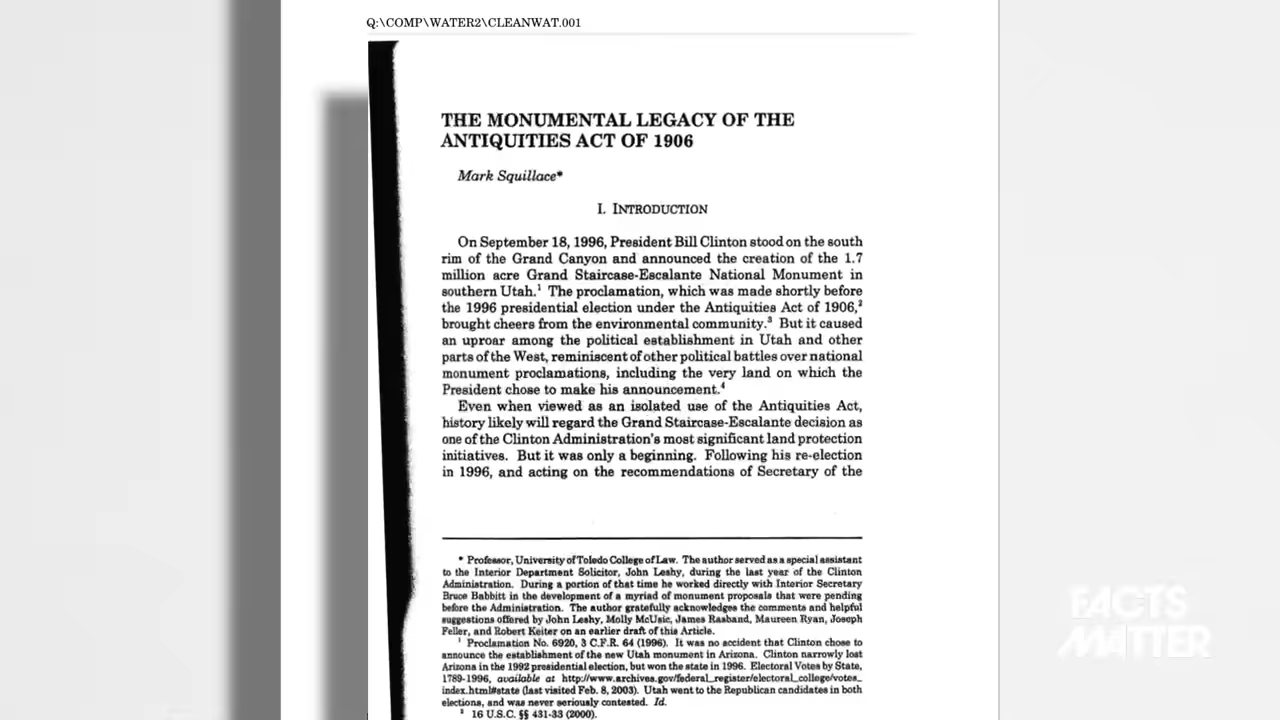 Q:\COMP\WATER2\CLEANWAT.001
THE MONUMENTAL LEGACY OF THE
ANTIQUITIES ACT OF 1906
Mark Squillace*
I. INTRODUCTION
On September 18, 1996, President Bill Clinton stood on the south
rim of the Grand Canyon and announced the creation of the 1.7
million acre Grand Staircase-Escalante National Monument in
southern Utah.¹ The proclamation, which was made shortly before
the 1996 presidential election under the Antiquities Act of 1906,²
brought cheers from the environmental community.³ But it caused
an uproar among the political establishment in Utah and other
parts of the West, reminiscent of other political battles over national
monument proclamations, including the very land on which the
President chose to make his announcement.⁴
Even when viewed as an isolated use of the Antiquities Act,
history likely will regard the Grand Staircase-Escalante decision as
one of the Clinton Administration's most significant land protection
initiatives. But it was only a beginning. Following his re-election
in 1996, and acting on the recommendations of Secretary of the
* Professor, University of Toledo College of Law. The author served as a special assistant
to the Interior Department Solicitor, John Leshy, during the last year of the Clinton
Administration. During a portion of that time he worked directly with Interior Secretary
Bruce Babbitt in the development of a myriad of monument proposals that were pending
before the Administration. The author gratefully acknowledges the comments and helpful
suggestions offered by John Leshy, Molly McUsic, James Rasband, Maureen Ryan, Joseph
Feller, and Robert Keiter on an earlier draft of this Article.
¹ Proclamation No. 6920, 3 C.F.R. 64 (1996). It was no accident that Clinton chose to
announce the establishment of the new Utah monument in Arizona. Clinton narrowly lost
Arizona in the 1992 presidential election, but won the state in 1996. Electoral Votes by State,
1789-1996, available at http://www.archives.gov/federal_register/electoral_college/votes_
index.html#state (last visited Feb. 8, 2003). Utah went to the Republican candidates in both
elections, and was never seriously contested. Id.
² 16 U.S.C. §§ 431-33 (2000).
FACTS
MATTER